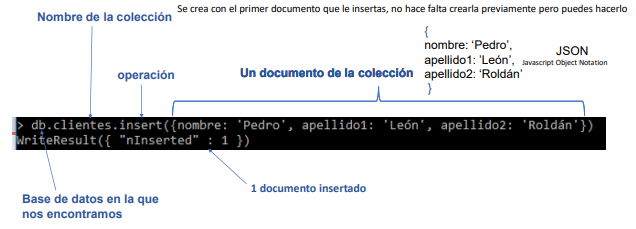 Se crea con el primer documento que le insertas, no hace falta crearla previamente pero puedes hacerlo
Nombre de la colección
{
nombre: ‘Pedro’,
apellido1: ‘León’,
apellido2: ‘Roldán’
}
JSON
Javascript Object Notation
operación
Un documento de la colección
> db.clientes.insert({nombre: 'Pedro', apellido1: 'León', apellido2: 'Roldán'})
WriteResult({ "nInserted" : 1 })
1 documento insertado
Base de datos en la que
nos encontramos